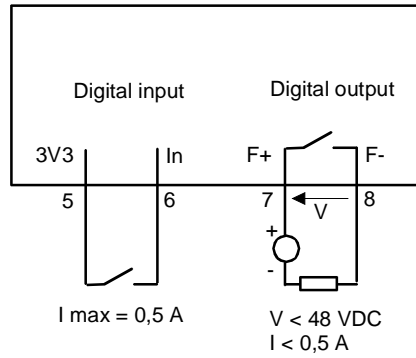 Digital input
Digital output
3V3
In
F+
F-
5
6
7
V
8
+
-
I max = 0,5 A
V < 48 VDC
I < 0,5 A